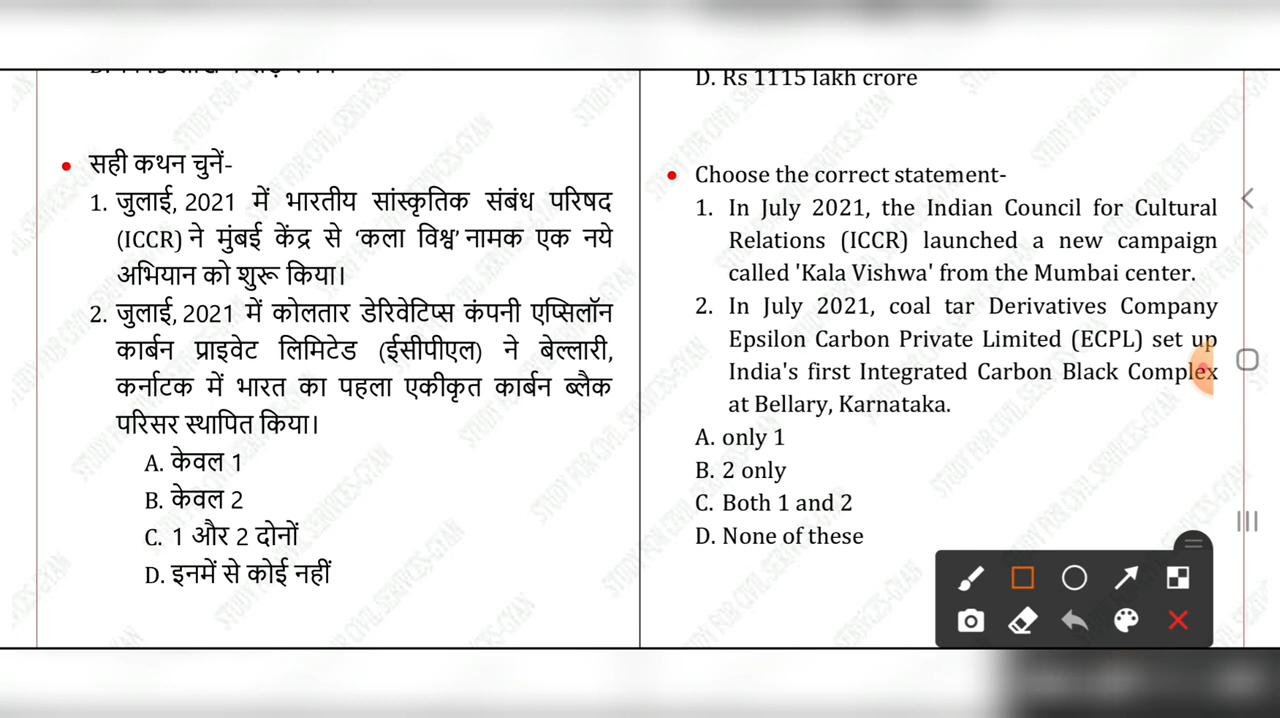 D. Rs 1115 lakh crore
सही कथन चुनें-
1. जुलाई, 2021 में भारतीय सांस्कृतिक संबंध परिषद
(ICCR) ने मुंबई केंद्र से ‘कला विश्व’ नामक एक नये
अभियान को शुरू किया।
2. जुलाई, 2021 में कोलतार डेरिवेटिप्स कंपनी एप्सिलॉन
कार्बन प्राइवेट लिमिटेड (ईसीपीएल) ने बेल्लारी,
कर्नाटक में भारत का पहला एकीकृत कार्बन ब्लैक
परिसर स्थापित किया।
A. केवल 1
B. केवल 2
C. 1 और 2 दोनों
D. इनमें से कोई नहीं
Choose the correct statement-
1. In July 2021, the Indian Council for Cultural
Relations (ICCR) launched a new campaign
called 'Kala Vishwa' from the Mumbai center.
2. In July 2021, coal tar Derivatives Company
Epsilon Carbon Private Limited (ECPL) set up
India's first Integrated Carbon Black Complex
at Bellary, Karnataka.
A. only 1
B. 2 only
C. Both 1 and 2
D. None of these
STUDY FOR CIVIL SERVICES-GYAN